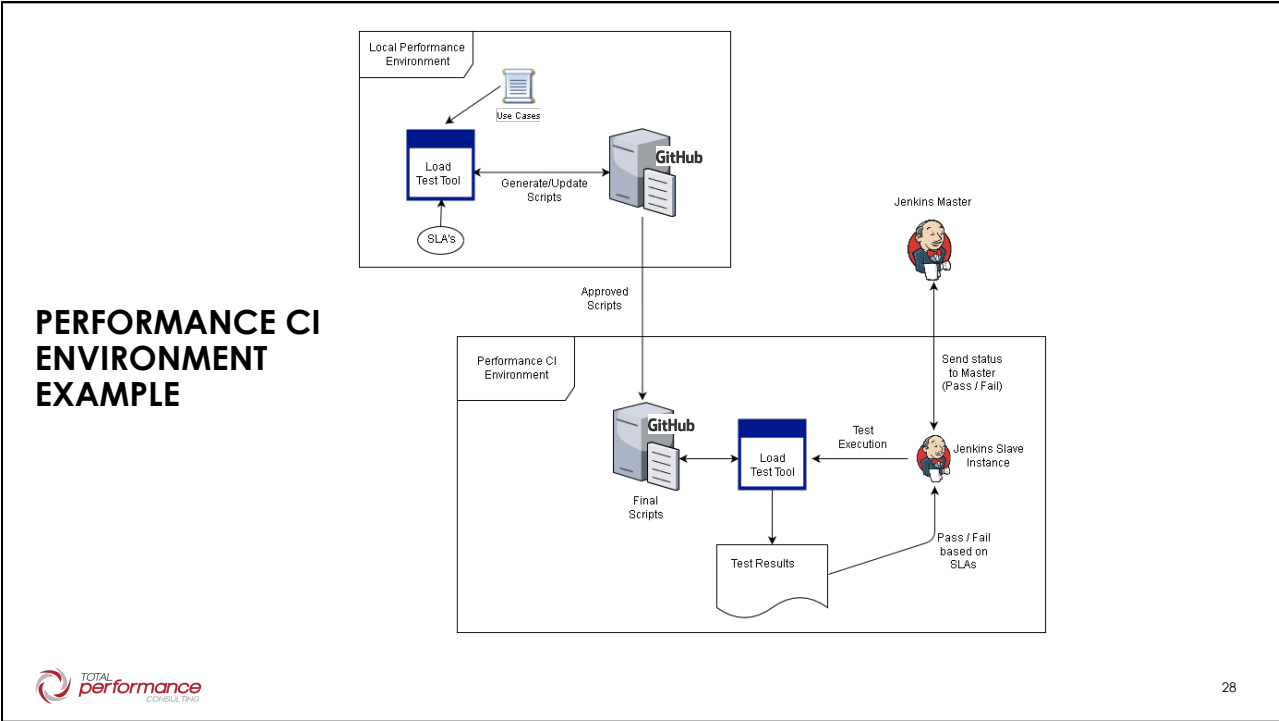 PERFORMANCE CI
ENVIRONMENT
EXAMPLE
Local Performance
Environment
Use Cases
Load
Test Tool
Generate/Update
Scripts
GitHub
SLA's
Approved
Scripts
Jenkins Master
Performance CI
Environment
Send status
to Master
(Pass / Fail)
GitHub
Final
Scripts
Load
Test Tool
Test
Execution
Jenkins Slave
Instance
Test Results
Pass / Fail
based on
SLAs
TOTAL
performance
CONSULTING
28